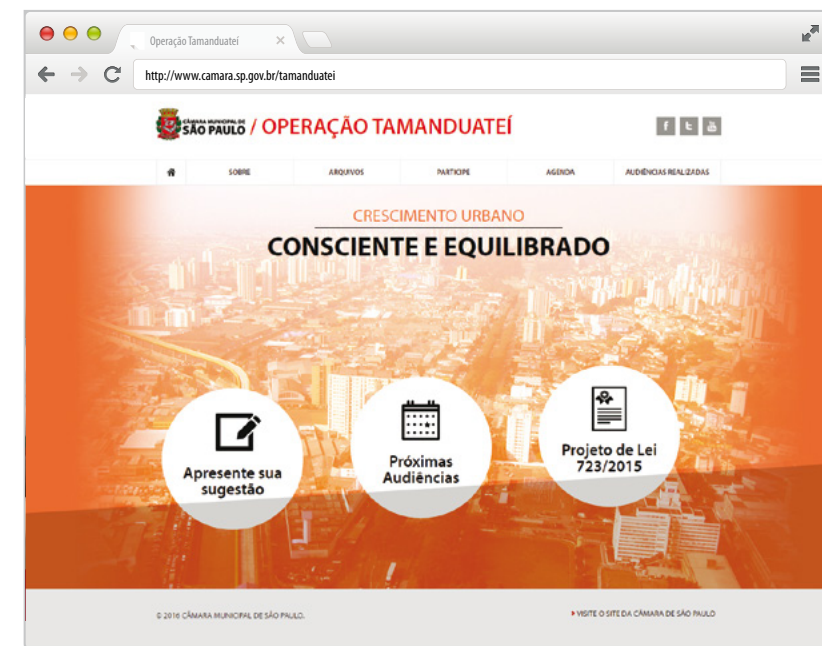 Operação Tamanduateí
http://www.camara.sp.gov.br/tamanduatei
CÂMARA MUNICIPAL DE
SÃO PAULO / OPERAÇÃO TAMANDUATEÍ
SOBRE ARQUIVOS PARTICIPE AGENDA AUDIÊNCIAS REALIZADAS
CRESCIMENTO URBANO
CONSCIENTE E EQUILIBRADO
Apresente sua
sugestão
Próximas
Audiências
Projeto de Lei
723/2015
© 2016 CÂMARA MUNICIPAL DE SÃO PAULO.
VISITE O SITE DA CÂMARA DE SÃO PAULO